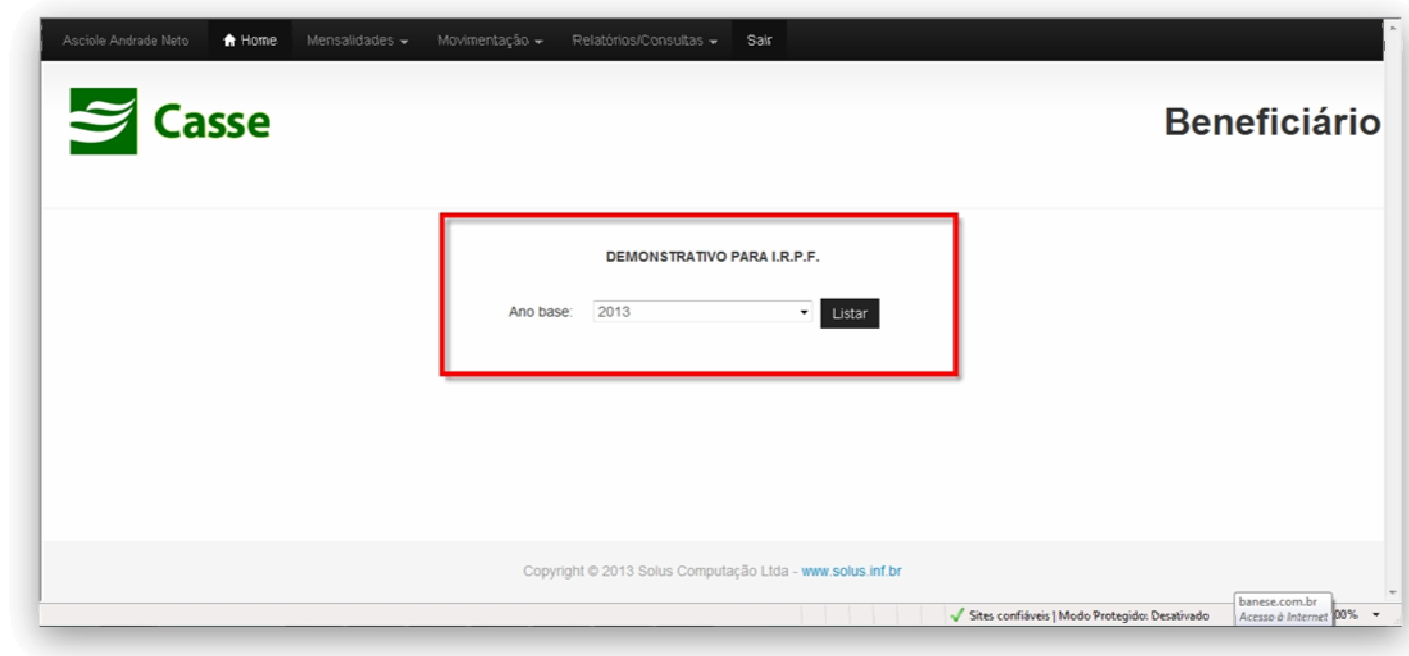 Asciole Andrade Neto Home Mensalidades Movimentação Relatórios/Consultas Sair
Casse
Beneficiário
DEMONSTRATIVO PARA I.R.P.F.
Ano base: 2013 Listar
Copyright © 2013 Solus Computação Ltda - www.solus.inf.br
banese.com.br
Sites confiáveis | Modo Protegido: Desativado Acesso à Internet 00%